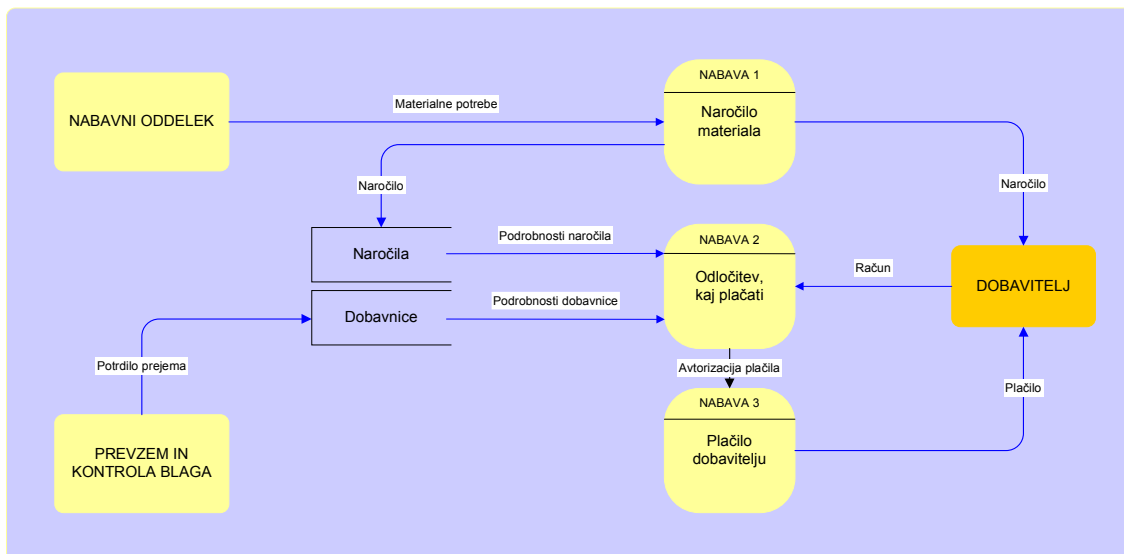 NABAVA 1
Materialne potrebe
NABAVNI ODDELEK
Naročilo
materiala
Naročilo
Naročilo
Podrobnosti naročila
NABAVA 2
Naročila
Račun
Odločitev,
kaj plačati
DOBAVITELJ
Podrobnosti dobavnice
Dobavnice
Potrdilo prejema
Avtorizacija plačila
Plačilo
NABAVA 3
PREVZEM IN
KONTROLA BLAGA
Plačilo
dobavitelju